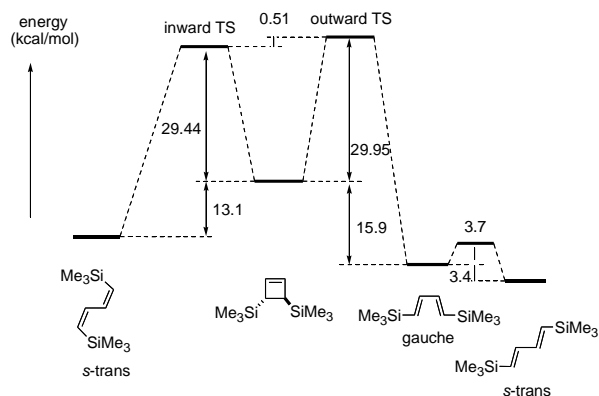 energy
(kcal/mol)
inward TS
0.51
outward TS
29.44
29.95
13.1
15.9
3.7
3.4
Me3Si
SiMe3
s-trans
Me3Si
SiMe3
Me3Si
SiMe3
gauche
SiMe3
Me3Si
s-trans